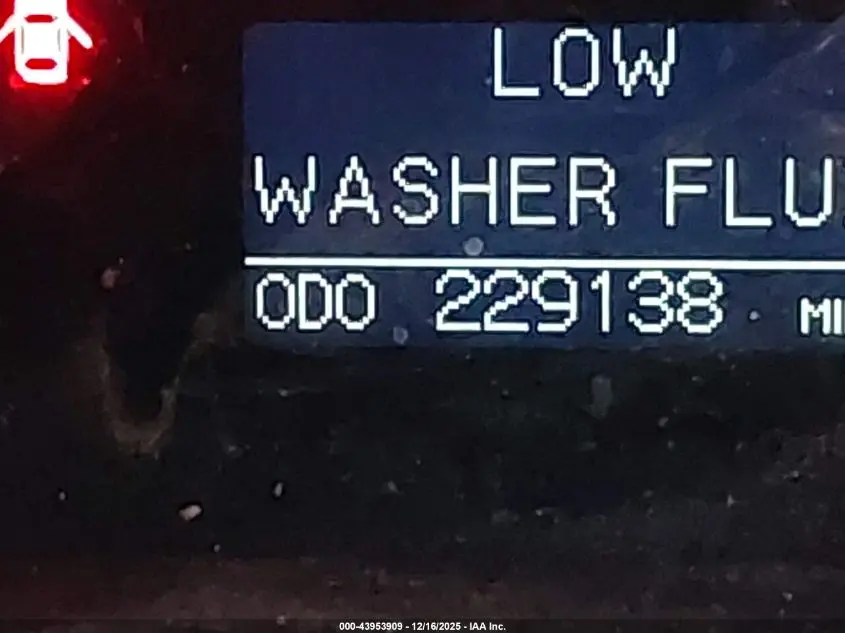 LOW
WASHER FLU
ODO 229138 MI
000-43953909 - 12/16/2025 - IAA Inc.